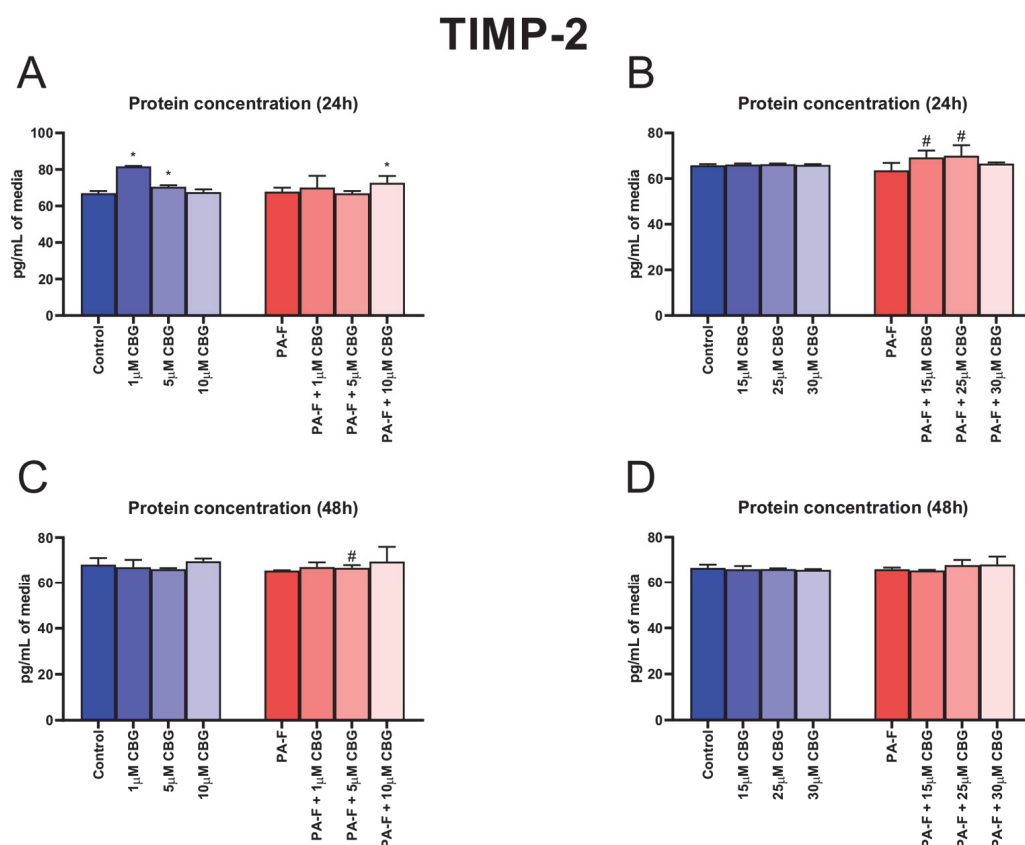 TIMP-2
A
Protein concentration (24h)
pg/mL of media
100
80
60
40
20
0
*
*
*
Control
1µM CBG
5µM CBG
10µM CBG
PA-F
PA-F + 1µM CBG
PA-F + 5µM CBG
PA-F + 10µM CBG
B
Protein concentration (24h)
pg/mL of media
80
60
40
20
0
#
#
Control
15µM CBG
25µM CBG
30µM CBG
PA-F
PA-F + 15µM CBG
PA-F + 25µM CBG
PA-F + 30µM CBG
C
Protein concentration (48h)
pg/mL of media
80
60
40
20
0
#
Control
1µM CBG
5µM CBG
10µM CBG
PA-F
PA-F + 1µM CBG
PA-F + 5µM CBG
PA-F + 10µM CBG
D
Protein concentration (48h)
pg/mL of media
80
60
40
20
0
Control
15µM CBG
25µM CBG
30µM CBG
PA-F
PA-F + 15µM CBG
PA-F + 25µM CBG
PA-F + 30µM CBG